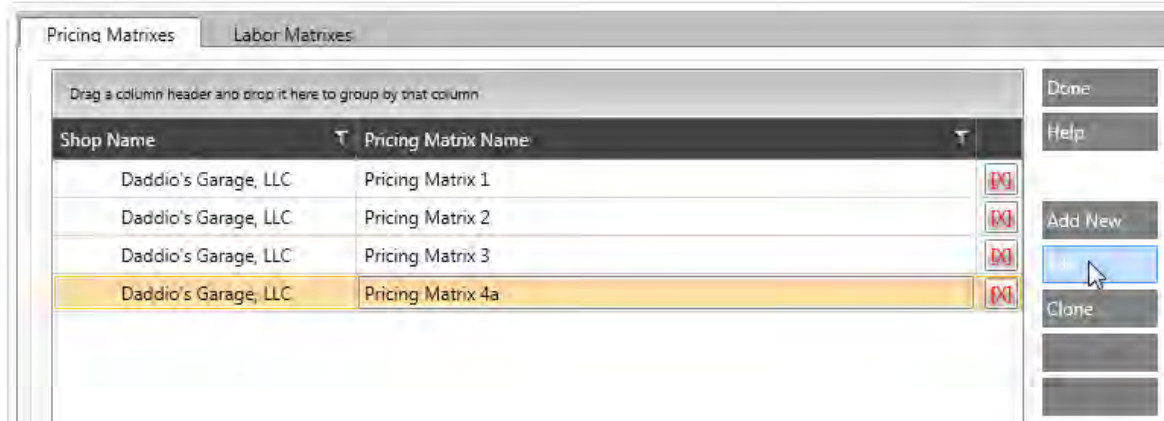 Pricing Matrixes Labor Matrixes
Drag a column header and drop it here to group by that column
Shop Name Pricing Matrix Name
Daddio's Garage, LLC Pricing Matrix 1 [X]
Daddio's Garage, LLC Pricing Matrix 2 [X]
Daddio's Garage, LLC Pricing Matrix 3 [X]
Daddio's Garage, LLC Pricing Matrix 4a [X]
Done
Help
Add New
Clone